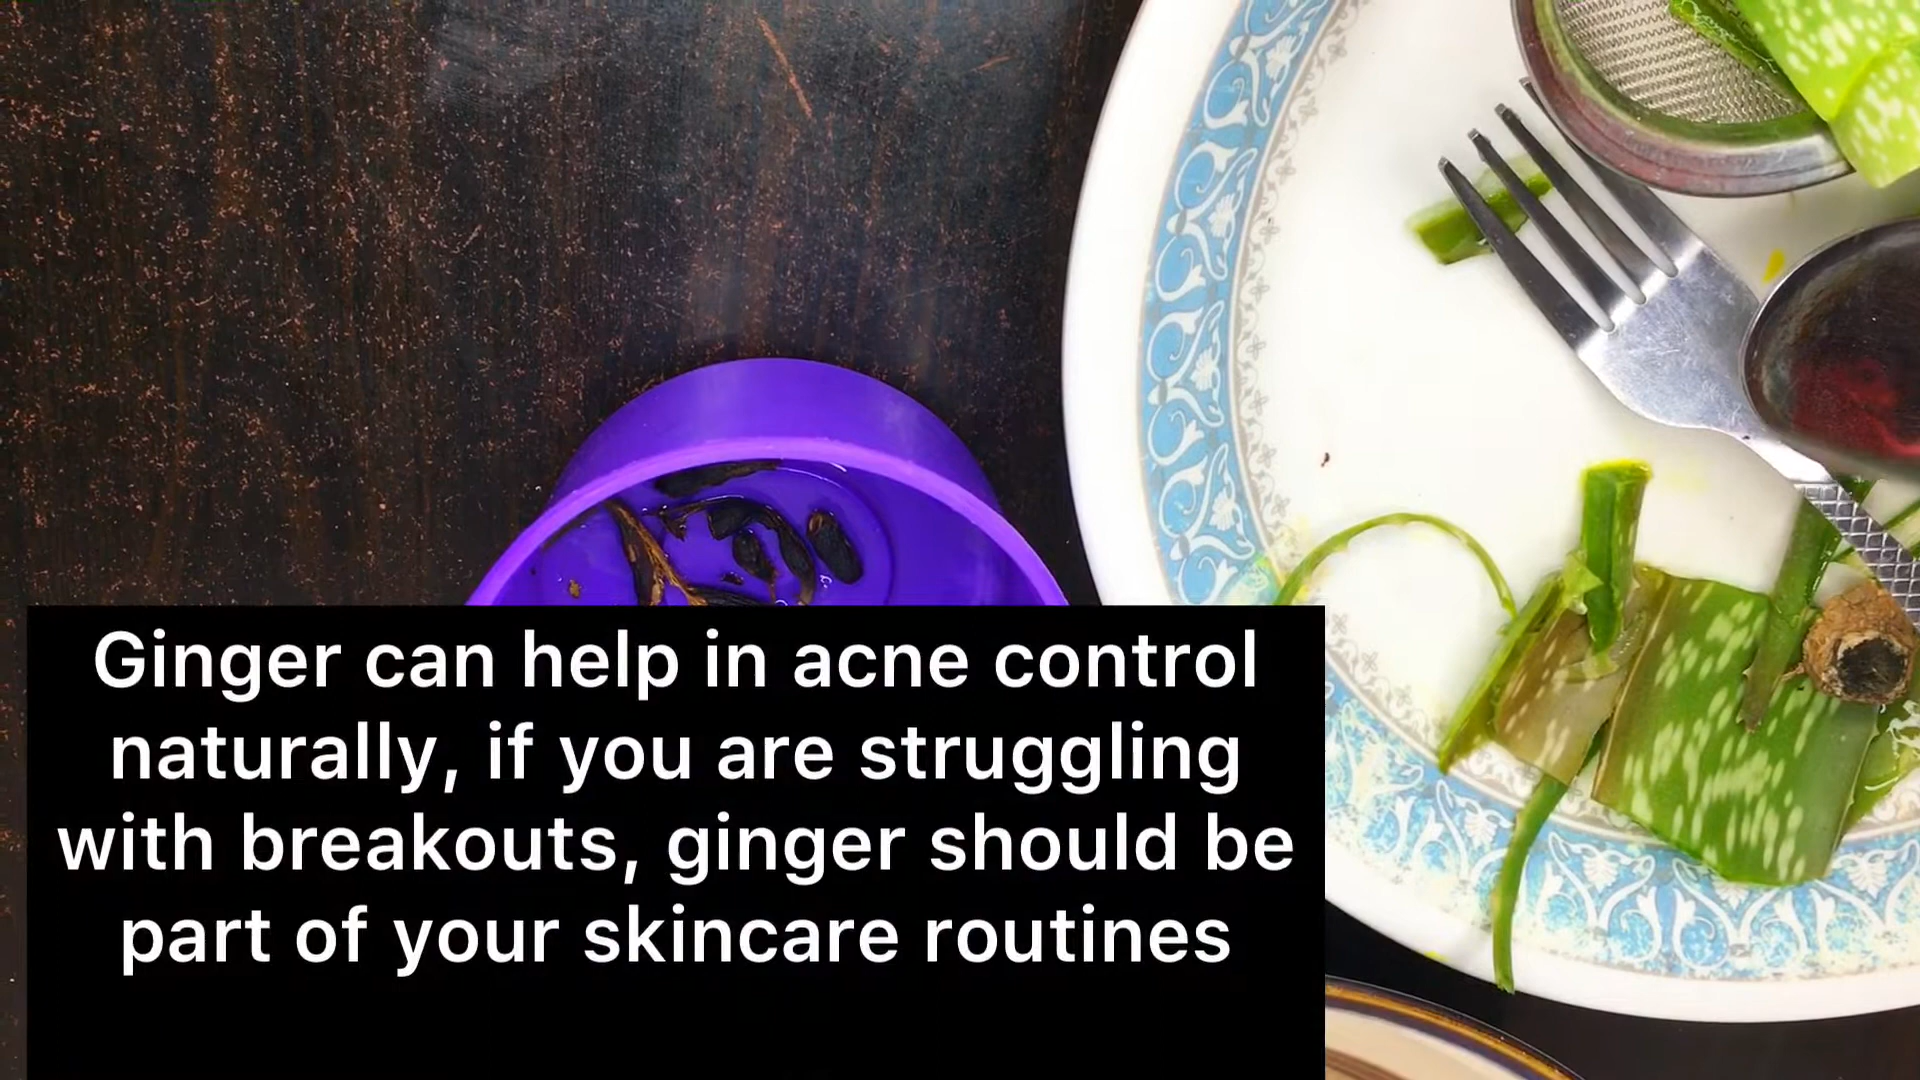 Ginger can help in acne control
naturally, if you are struggling
with breakouts, ginger should be
part of your skincare routines